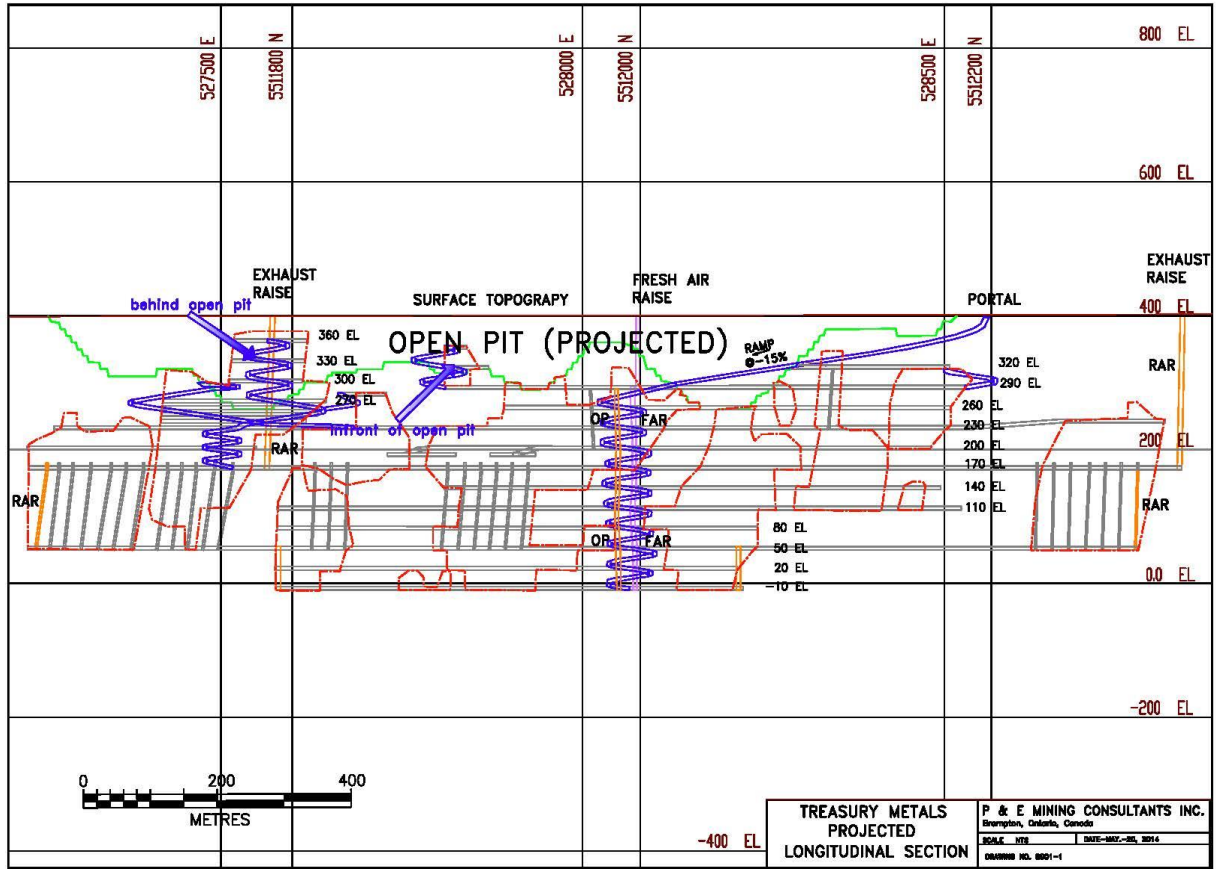 800 EL
527500 E
5511800 N
528000 E
5512000 N
528500 E
5512200 N
600 EL
EXHAUST
RAISE
behind open pit
SURFACE TOPOGRAPY
FRESH AIR
RAISE
PORTAL
EXHAUST
RAISE
400 EL
OPEN PIT (PROJECTED)
360 EL
330 EL
300 EL
270 EL
RAMP
@-15%
320 EL
290 EL
RAR
260 EL
230 EL
OP
FAR
infront of open pit
200 EL
200 EL
RAR
170 EL
140 EL
110 EL
RAR
RAR
80 EL
OP
FAR
50 EL
20 EL
-10 EL
0.0 EL
-200 EL
0 200 400
METRES
-400 EL
TREASURY METALS
PROJECTED
LONGITUDINAL SECTION
P & E MINING CONSULTANTS INC.
Brampton, Ontario, Canada
SCALE NTS
DATE-MAY.-26, 2014